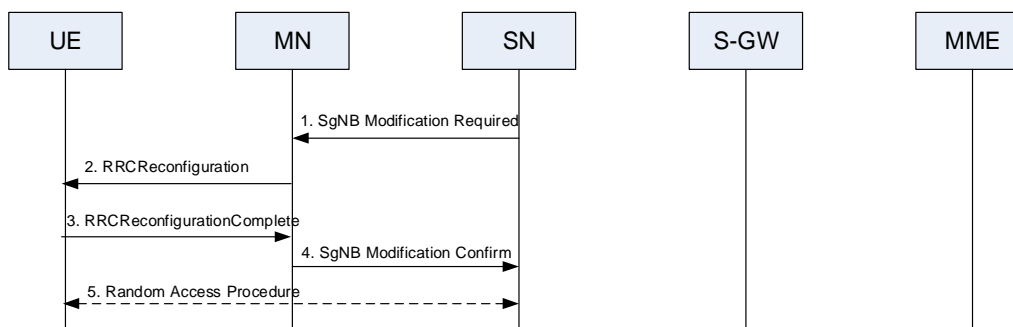 UE
MN
SN
S-GW
MME
1. SgNB Modification Required
2. RRCReconfiguration
3. RRCReconfigurationComplete
4. SgNB Modification Confirm
5. Random Access Procedure